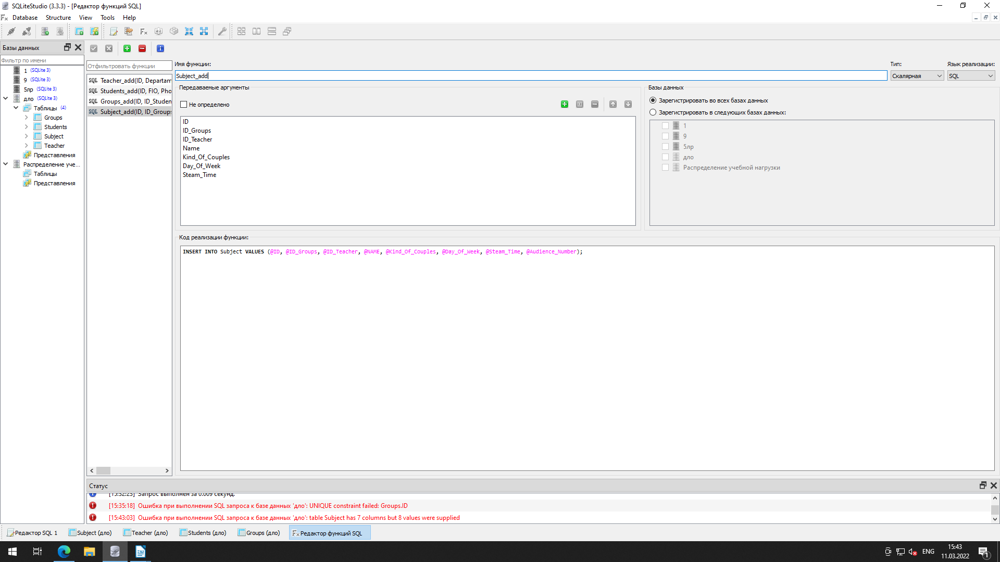 SQLiteStudio (3.3.3) - [Редактор функций SQL]
Database Structure View Tools Help
Базы данных
Фильтр по имени
1 (SQLite 3)
9 (SQLite 3)
5лр (SQLite 3)
дло (SQLite 3)
Таблицы (4)
Groups
Students
Subject
Teacher
Представления
Распределение уче...
Таблицы
Представления
Отфильтровать функции
SQL Teacher_add(ID, Departam
SQL Students_add(ID, FIO, Pho
SQL Groups_add(ID, ID_Studen
SQL Subject_add(ID, ID_Groups
Имя функции:
Subject_add
Тип:
Скалярная
Язык реализации:
SQL
Передаваемые аргументы
Не определено
ID
ID_Groups
ID_Teacher
Name
Kind_Of_Couples
Day_Of_Week
Steam_Time
Базы данных
Зарегистрировать во всех базах данных
Зарегистрировать в следующих базах данных:
1
9
5лр
дло
Распределение учебной нагрузки
Код реализации функции:
INSERT INTO Subject VALUES (@ID, @ID_Groups, @ID_Teacher, @NAME, @Kind_Of_Couples, @Day_Of_Week, @Steam_Time, @Audience_Number);
Статус
[15:32:23] Запрос выполнен за 0.009 секунд.
[15:35:18] Ошибка при выполнении SQL запроса к базе данных 'дло': UNIQUE constraint failed: Groups.ID
[15:43:03] Ошибка при выполнении SQL запроса к базе данных 'дло': table Subject has 7 columns but 8 values were supplied
Редактор SQL 1 Subject (дло) Teacher (дло) Students (дло) Groups (дло) Редактор функций SQL
ENG
15:43
11.03.2022
1